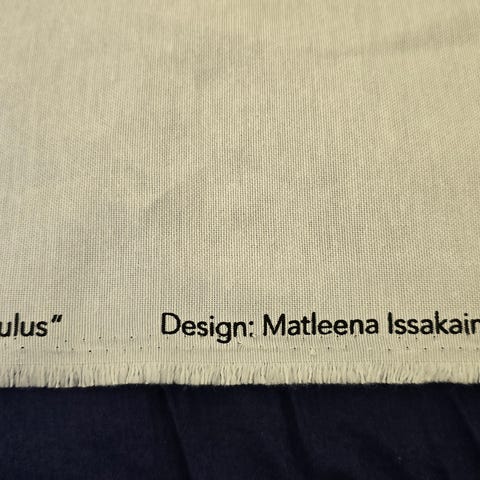 ulus” Design: Matleena Issakain